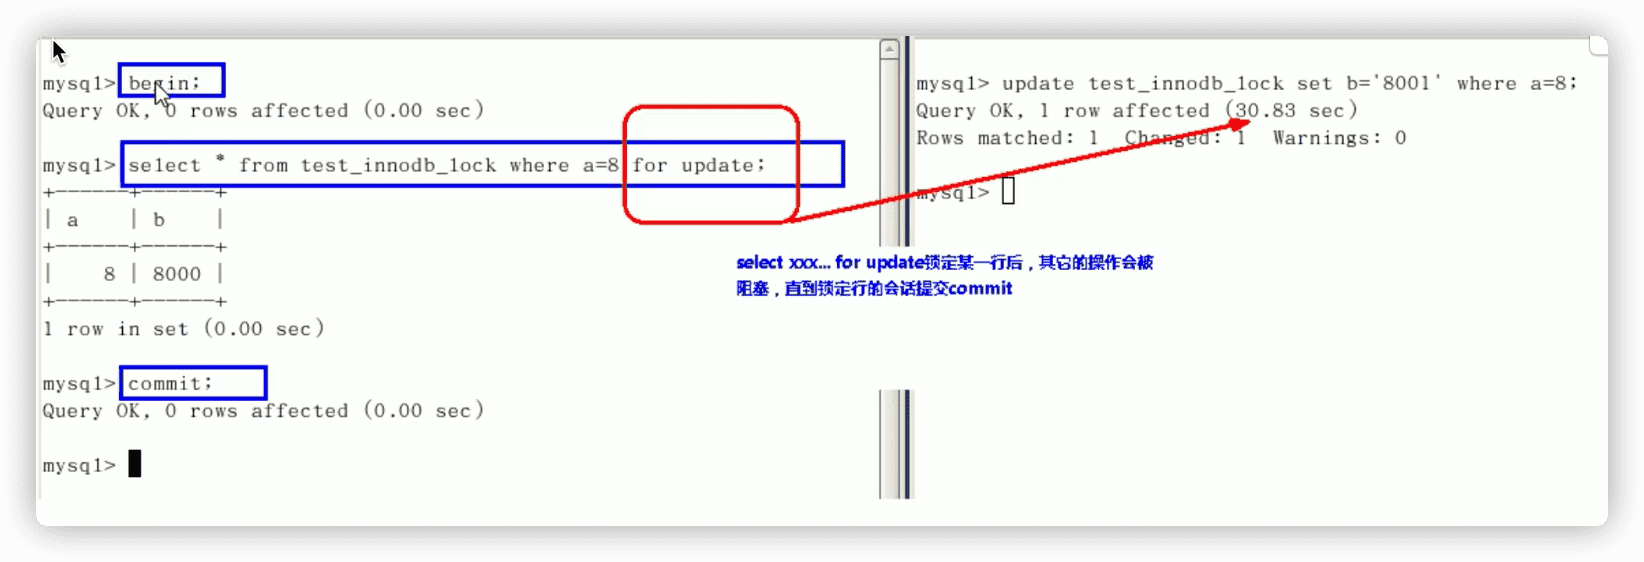 mysql> begin;
Query OK, 0 rows affected (0.00 sec)
mysql> select * from test_innodb_lock where a=8 for update;
+------+------+
| a    | b    |
+------+------+
|    8 | 8000 |
+------+------+
1 row in set (0.00 sec)
mysql> commit;
Query OK, 0 rows affected (0.00 sec)
mysql>
mysql> update test_innodb_lock set b='8001' where a=8;
Query OK, 1 row affected (30.83 sec)
Rows matched: 1  Changed: 1  Warnings: 0
mysql>
select xxx... for update锁定某一行后，其它的操作会被
阻塞，直到锁定行的会话提交commit